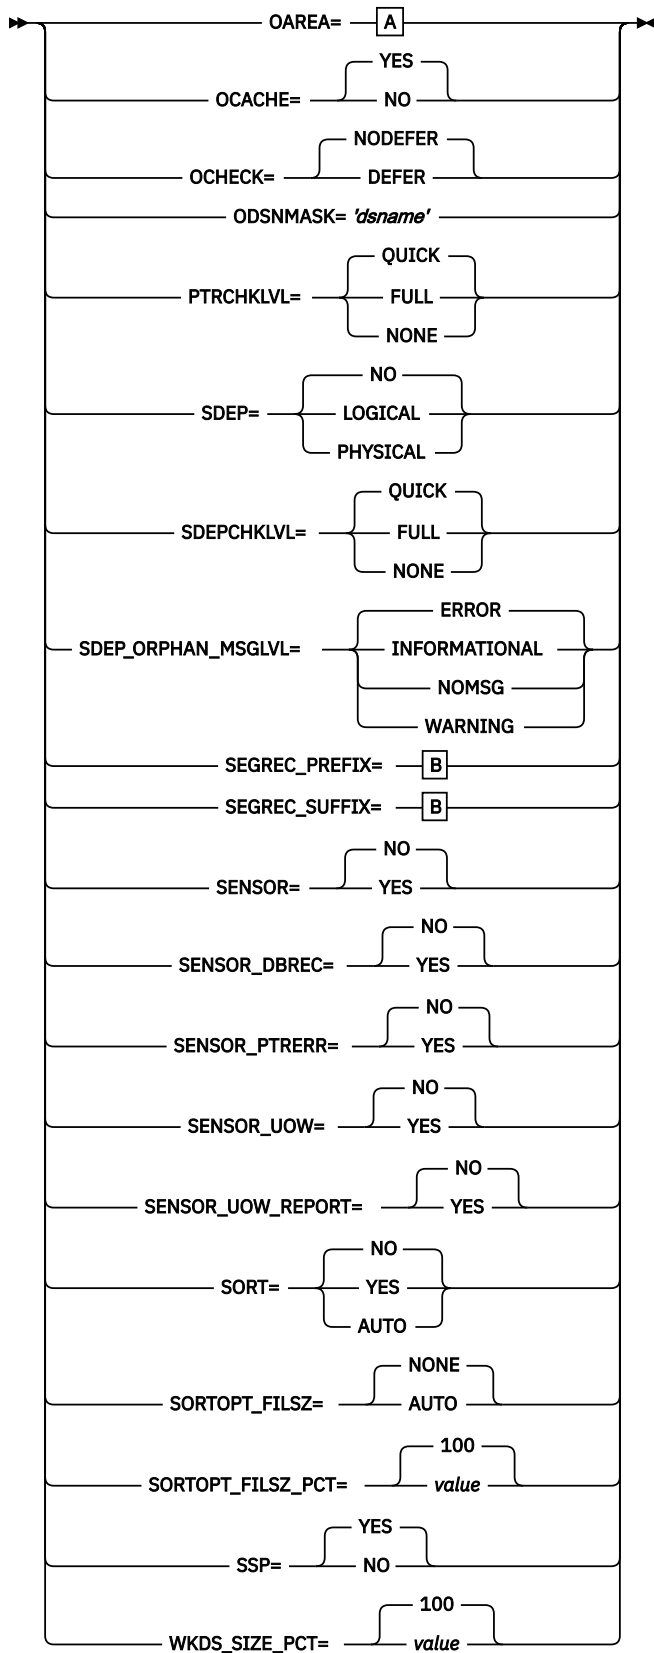 OAREA= A
YES
OCACHE= NO
NODEFER
OCHECK= DEFER
ODSNMASK= 'dsname'
QUICK
PTRCHKLVL= FULL
NONE
NO
SDEP= LOGICAL
PHYSICAL
QUICK
SDEPCHKLVL= FULL
NONE
ERROR
SDEP_ORPHAN_MSGLVL= INFORMATIONAL
NOMSG
WARNING
SEGREC_PREFIX= B
SEGREC_SUFFIX= B
NO
SENSOR= YES
NO
SENSOR_DBREC= YES
NO
SENSOR_PTRERR= YES
NO
SENSOR_UOW= YES
NO
SENSOR_UOW_REPORT= YES
NO
SORT= YES
AUTO
NONE
SORTOPT_FILSZ= AUTO
100
SORTOPT_FILSZ_PCT= value
YES
SSP= NO
100
WKDS_SIZE_PCT= value